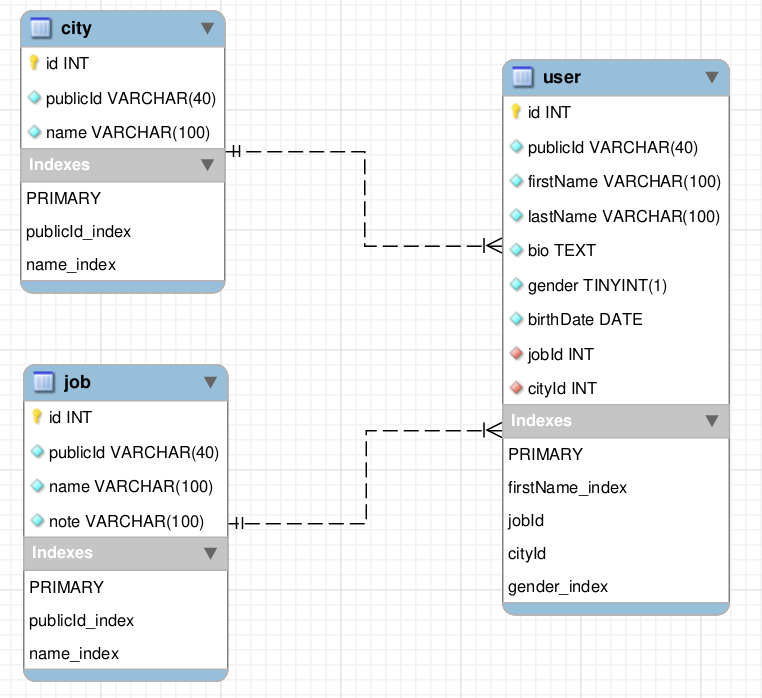 city
id INT
publicId VARCHAR(40)
name VARCHAR(100)
Indexes
PRIMARY
publicId_index
name_index
job
id INT
publicId VARCHAR(40)
name VARCHAR(100)
note VARCHAR(100)
Indexes
PRIMARY
publicId_index
name_index
user
id INT
publicId VARCHAR(40)
firstName VARCHAR(100)
lastName VARCHAR(100)
bio TEXT
gender TINYINT(1)
birthDate DATE
jobId INT
cityId INT
Indexes
PRIMARY
firstName_index
jobId
cityId
gender_index